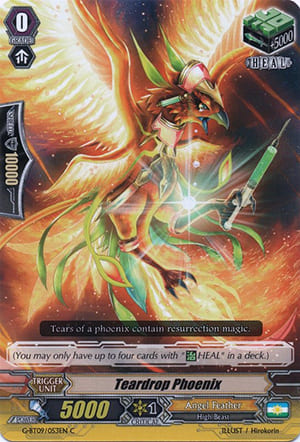 0
GRADE
+5000
HEAL
SHIELD
10000
Tears of a phoenix contain resurrection magic.
(You may only have up to four cards with "HEAL" in a deck.)
TRIGGER UNIT
Teardrop Phoenix
POWER
5000
1
CRITICAL
Angel Feather
High Beast
G-BT09/053EN C
ILLUST / Hirokorin